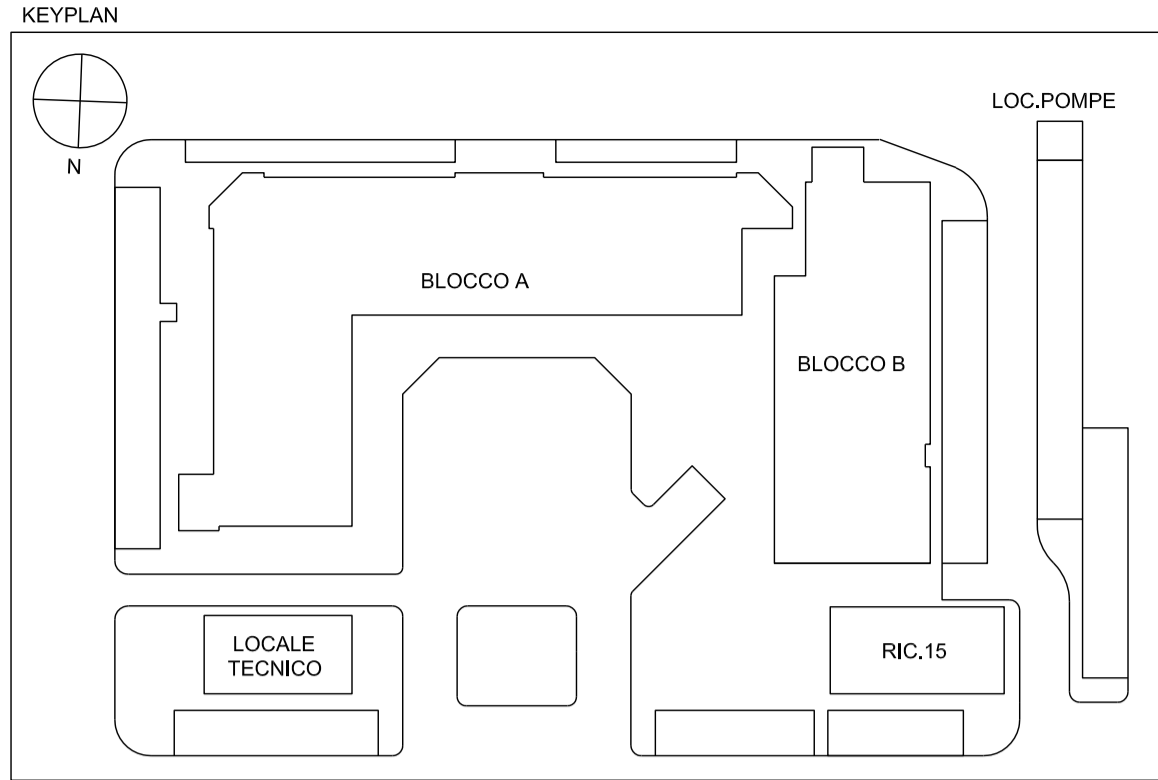 KEYPLAN
N
LOC.POMPE
BLOCCO A
BLOCCO B
LOCALE
TECNICO
RIC.15